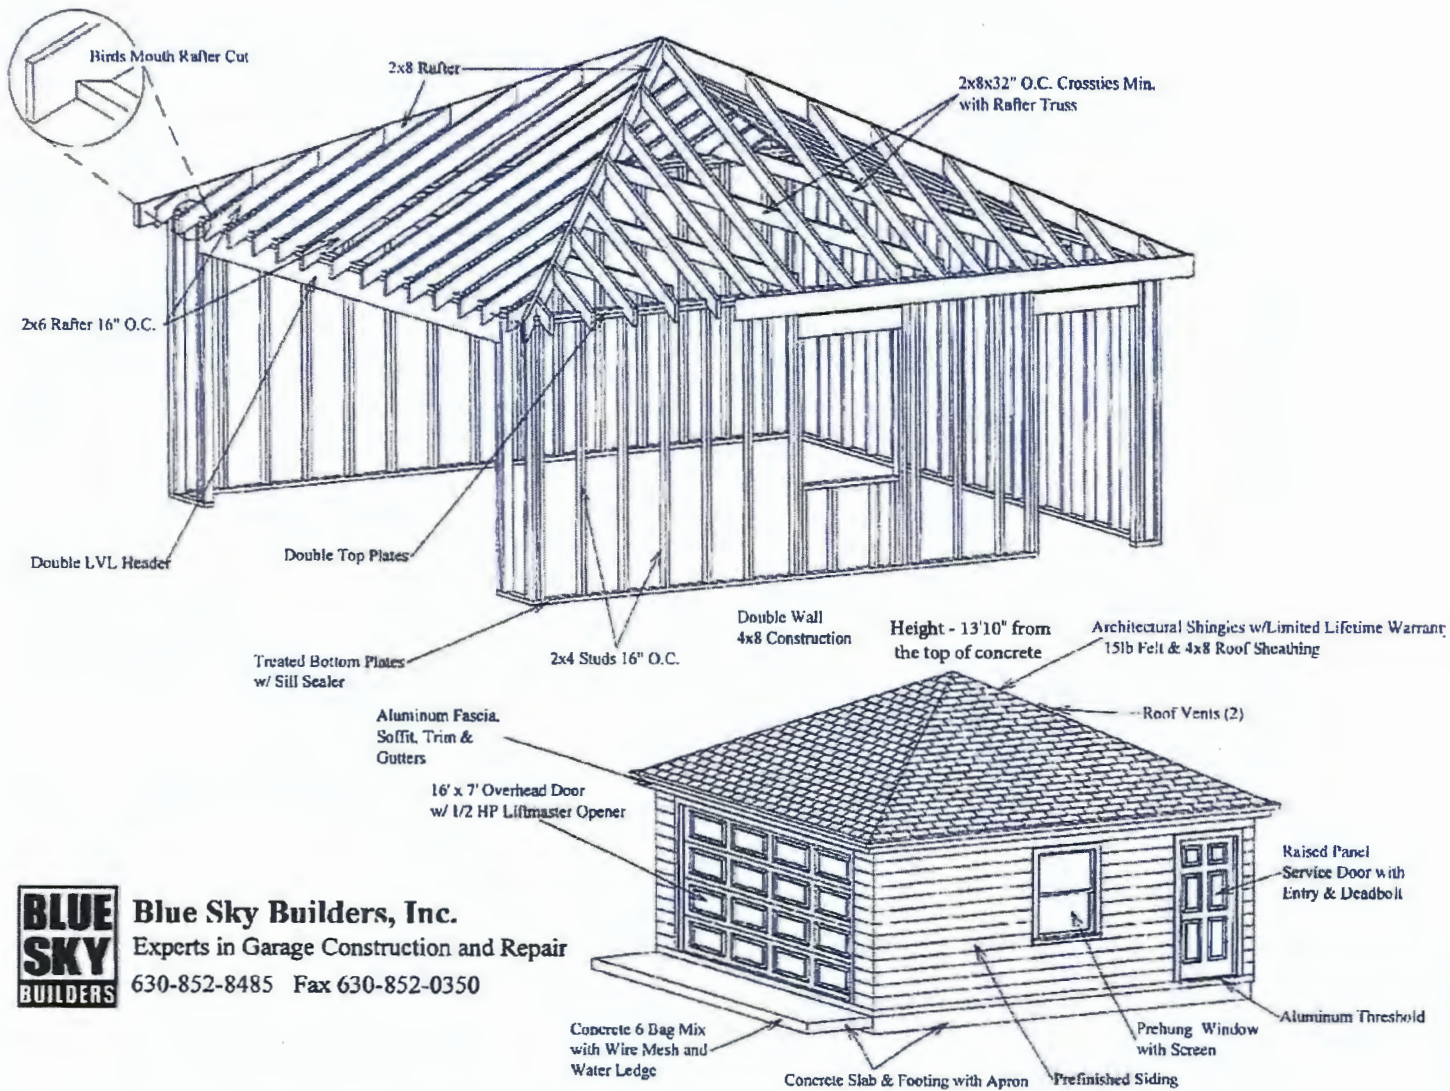 Birds Mouth Rafter Cut
2x8 Rafter
2x8x32" O.C. Crossties Min.
with Rafter Truss
2x6 Rafter 16" O.C.
Double LVL Header
Double Top Plates
Treated Bottom Plates
w/ Sill Sealer
2x4 Studs 16" O.C.
Double Wall
4x8 Construction
Height - 13'10" from
the top of concrete
Architectural Shingles w/Limited Lifetime Warrant
15lb Felt & 4x8 Roof Sheathing
Roof Vents (2)
Aluminum Fascia,
Soffit, Trim &
Gutters
16' x 7' Overhead Door
w/ 1/2 HP Liftmaster Opener
Raised Panel
Service Door with
Entry & Deadbolt
Aluminum Threshold
Prehung Window
with Screen
Prefinished Siding
Concrete Slab & Footing with Apron
Concrete 6 Bag Mix
with Wire Mesh and
Water Ledge
BLUE
SKY
BUILDERS
Blue Sky Builders, Inc.
Experts in Garage Construction and Repair
630-852-8485 Fax 630-852-0350